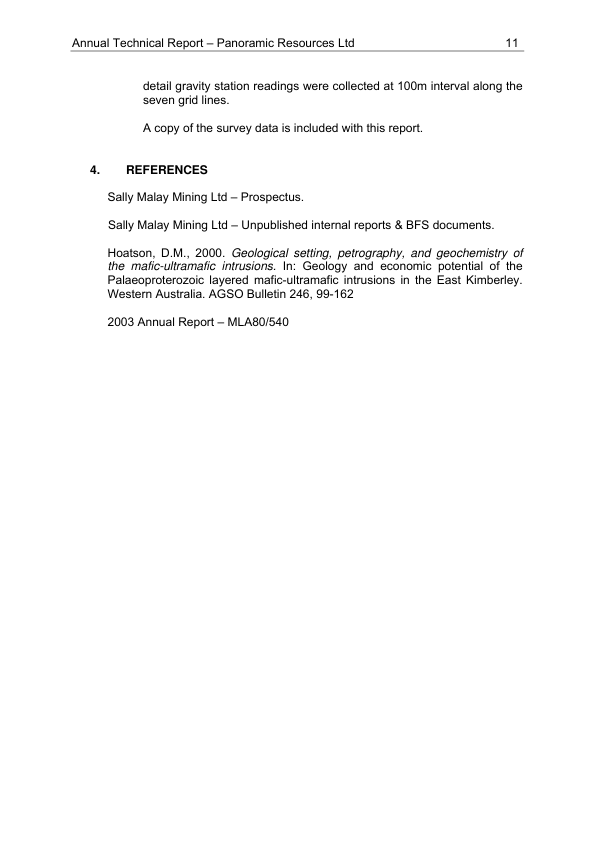 Annual Technical Report – Panoramic Resources Ltd 11
detail gravity station readings were collected at 100m interval along the
seven grid lines.
A copy of the survey data is included with this report.
4. REFERENCES
Sally Malay Mining Ltd – Prospectus.
Sally Malay Mining Ltd – Unpublished internal reports & BFS documents.
Hoatson, D.M., 2000. Geological setting, petrography, and geochemistry of
the mafic-ultramafic intrusions. In: Geology and economic potential of the
Palaeoproterozoic layered mafic-ultramafic intrusions in the East Kimberley.
Western Australia. AGSO Bulletin 246, 99-162
2003 Annual Report – MLA80/540